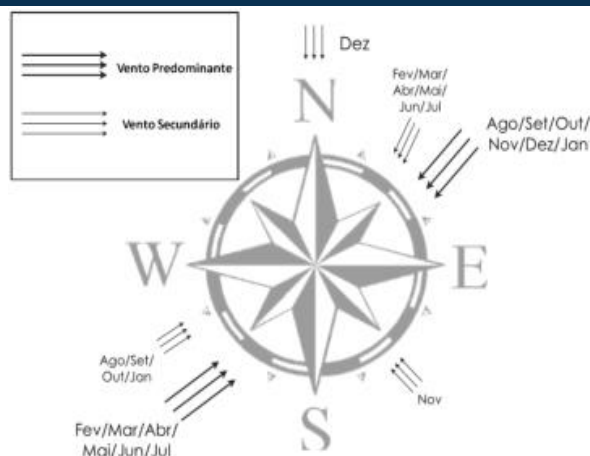 Vento Predominante
Vento Secundário
Dez
N
Fev/Mar/
Abr/Mai/
Jun/Jul
Ago/Set/Out/
Nov/Dez/Jan
W
E
Ago/Set/
Out/Jan
Fev/Mar/Abr/
Mai/Jun/Jul
Nov
S